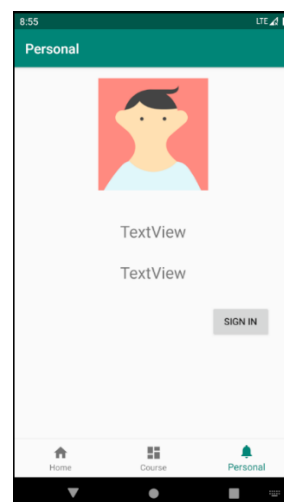 8:55 LTE
Personal
TextView
TextView
SIGN IN
Home Course Personal